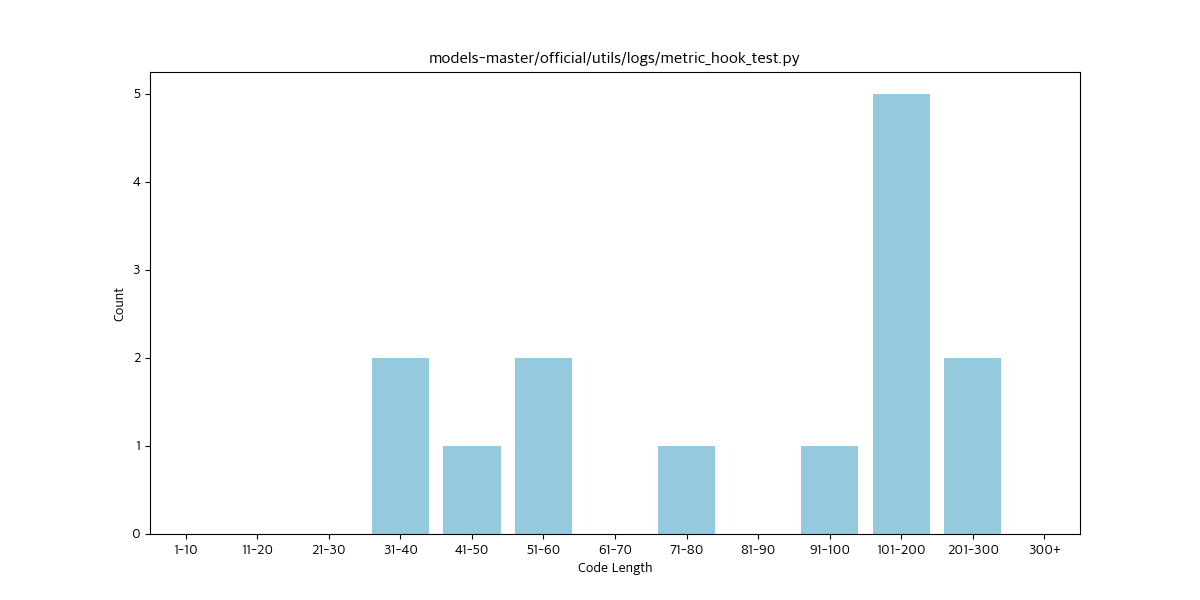 models-master/official/utils/logs/metric_hook_test.py
5
4
3
2
1
0
Count
1-10 11-20 21-30 31-40 41-50 51-60 61-70 71-80 81-90 91-100 101-200 201-300 300+
Code Length